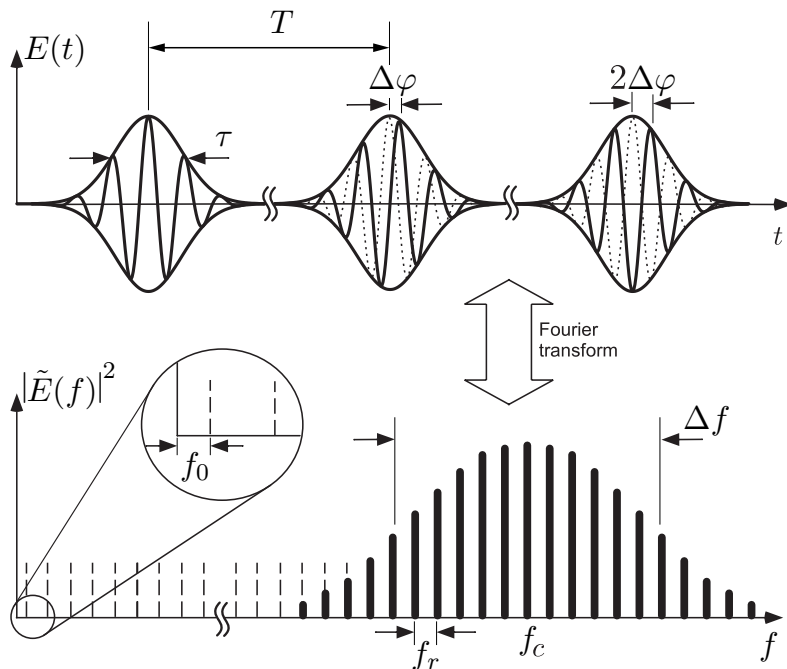 T
E(t)
Δφ
2Δφ
τ
t
Fourier
transform
|Ẽ(f)|²
Δf
f₀
f_r
f_c
f